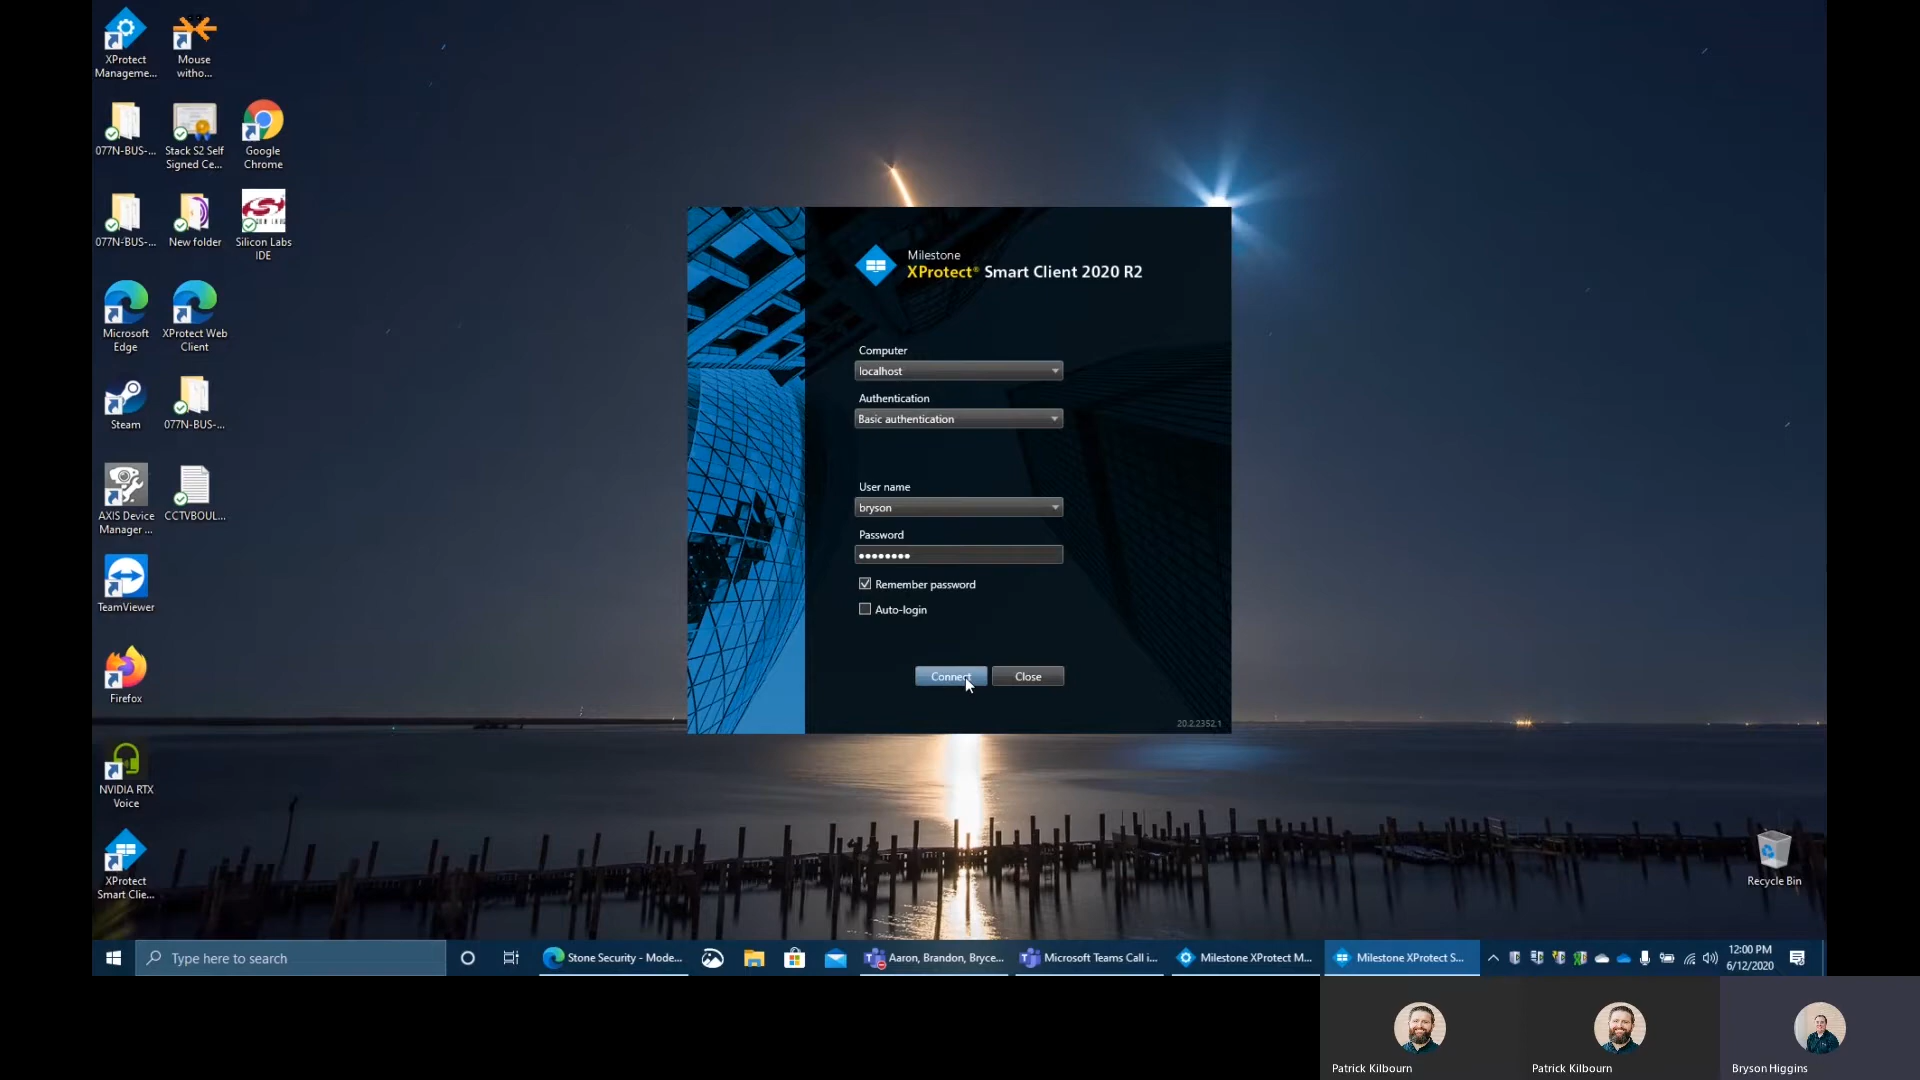 XProtect
Manageme...
Mouse
witho...
077N-BUS-...
Stack S2 Self
Signed Ce...
Google
Chrome
077N-BUS-...
New folder
Silicon Labs
IDE
Microsoft
Edge
XProtect Web
Client
Steam
077N-BUS-...
AXIS Device
Manager ...
CCTVBOUL...
TeamViewer
Firefox
NVIDIA RTX
Voice
XProtect
Smart Clie...
Milestone
XProtect® Smart Client 2020 R2
Computer
localhost
Authentication
Basic authentication
User name
bryson
Password
Remember password
Auto-login
Connect
Close
20.2.2352.1
Recycle Bin
Type here to search
Stone Security - Mode...
Aaron, Brandon, Bryce...
Microsoft Teams Call i...
Milestone XProtect M...
Milestone XProtect S...
12:00 PM
6/12/2020
Patrick Kilbourn
Patrick Kilbourn
Bryson Higgins